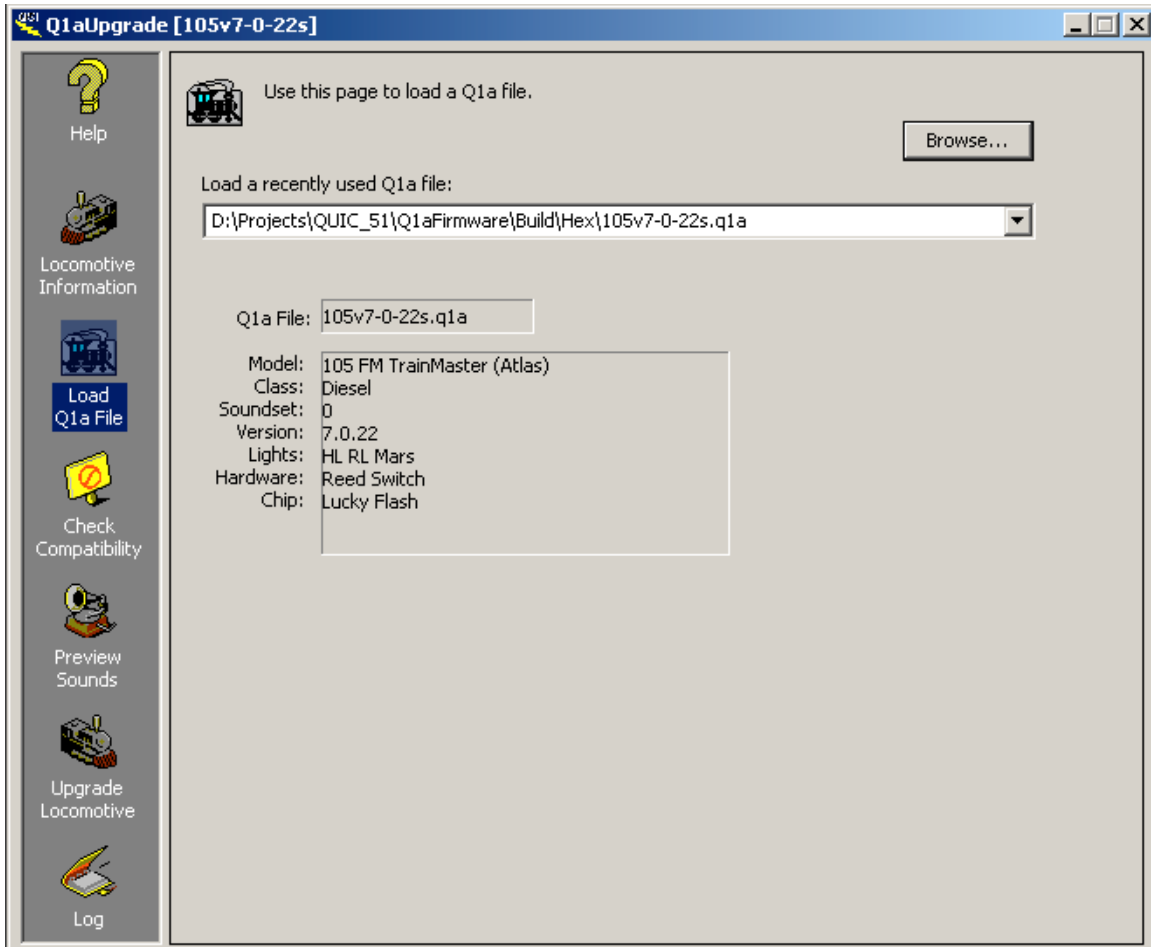 QSI
Q1aUpgrade [105v7-0-22s]
Help
Locomotive
Information
Load
Q1a File
Check
Compatibility
Preview
Sounds
Upgrade
Locomotive
Log
Use this page to load a Q1a file.
Browse...
Load a recently used Q1a file:
D:\Projects\QUIC_51\Q1aFirmware\Build\Hex\105v7-0-22s.q1a
Q1a File: 105v7-0-22s.q1a
Model: 105 FM TrainMaster (Atlas)
Class: Diesel
Soundset: 0
Version: 7.0.22
Lights: HL RL Mars
Hardware: Reed Switch
Chip: Lucky Flash